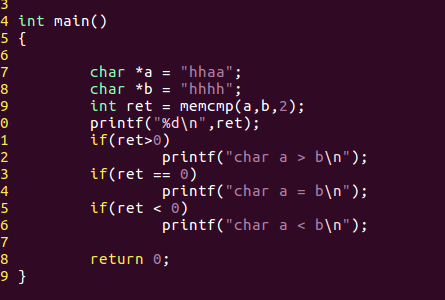 3
4 int main()
5 {
6
7 char *a = "hhaa";
8 char *b = "hhhh";
9 int ret = memcmp(a,b,2);
0 printf("%d\n",ret);
1 if(ret>0)
2 printf("char a > b\n");
3 if(ret == 0)
4 printf("char a = b\n");
5 if(ret < 0)
6 printf("char a < b\n");
7
8 return 0;
9 }